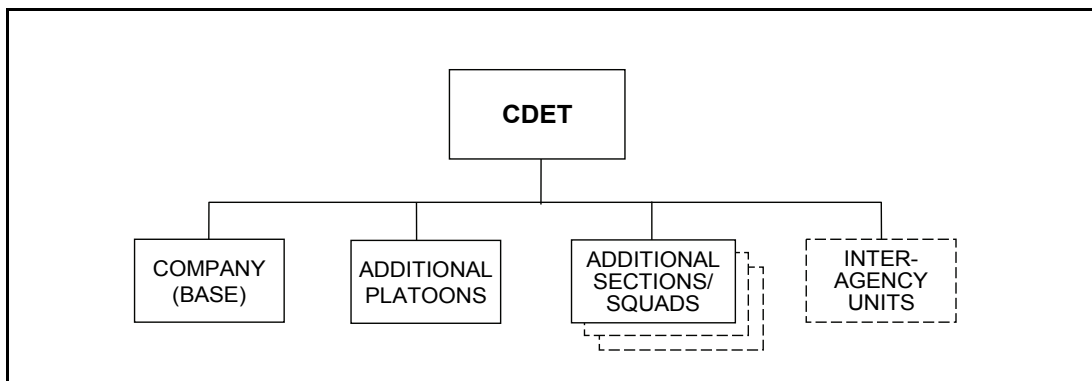 CDET
COMPANY
(BASE)
ADDITIONAL
PLATOONS
ADDITIONAL
SECTIONS/
SQUADS
INTER-
AGENCY
UNITS